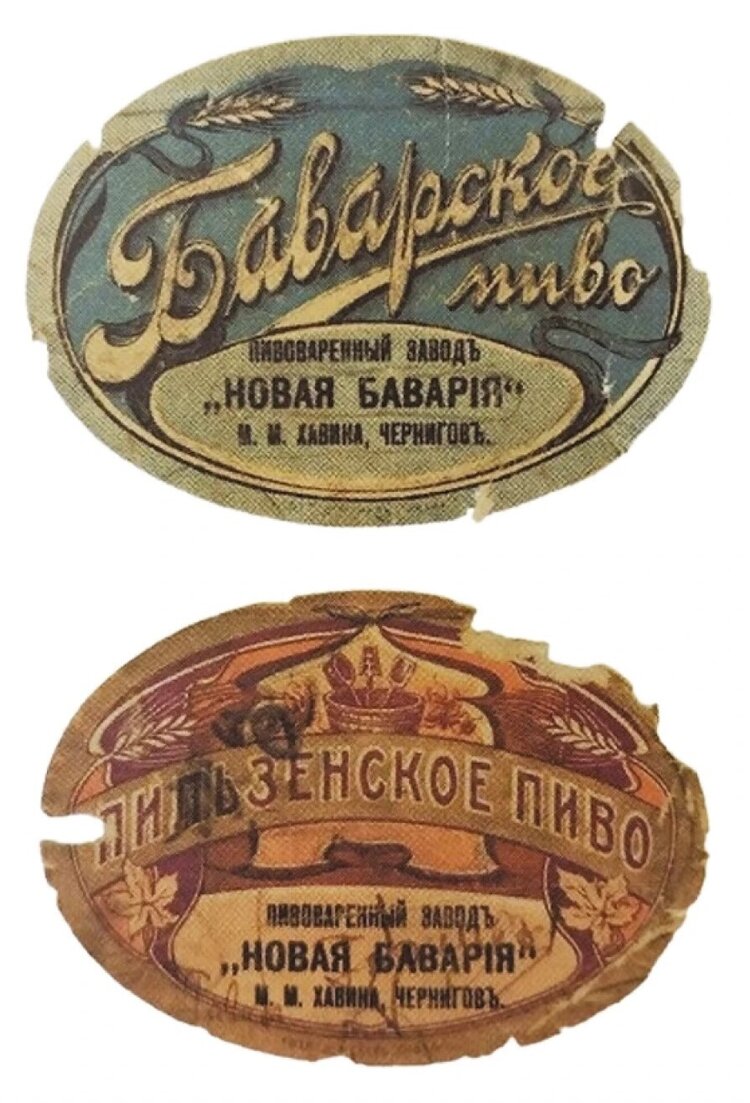 Баварское
пиво
ПИВОВАРЕННЫЙ ЗАВОДЪ
„НОВАЯ БАВАРІЯ“
М. М. ХАВИНА, ЧЕРНИГОВЪ.
ПИЛЬЗЕНСКОЕ ПИВО
ПИВОВАРЕННЫЙ ЗАВОДЪ
„НОВАЯ БАВАРІЯ“
М. М. ХАВИНА, ЧЕРНИГОВЪ.